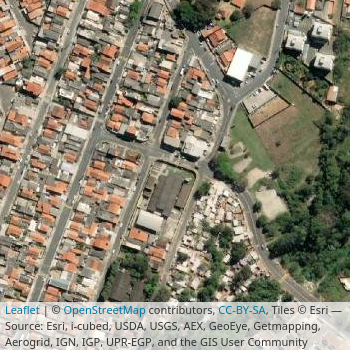 Leaflet | © OpenStreetMap contributors, CC-BY-SA, Tiles © Esri —
Source: Esri, i-cubed, USDA, USGS, AEX, GeoEye, Getmapping,
Aerogrid, IGN, IGP, UPR-EGP, and the GIS User Community